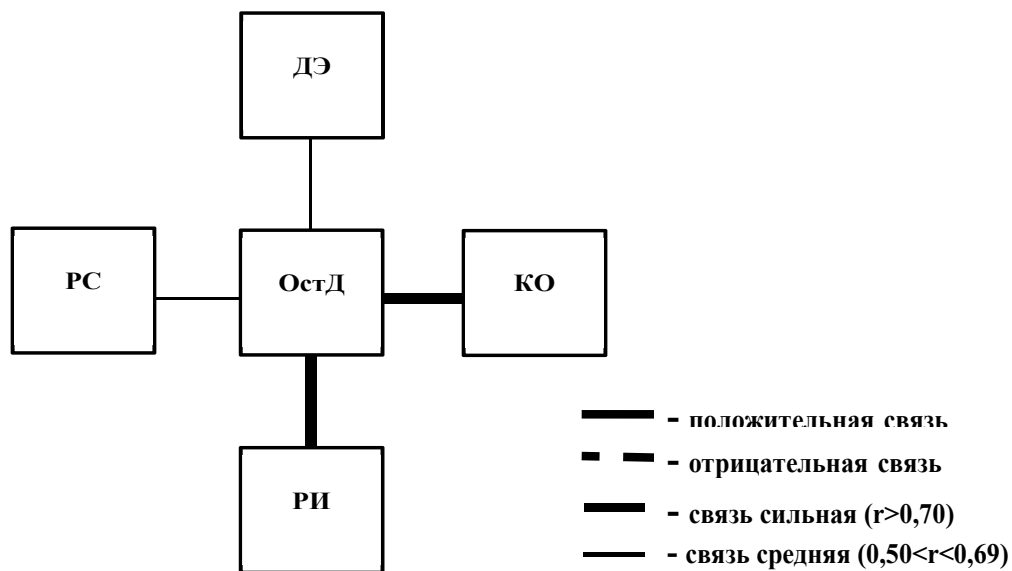 ДЭ
РС
ОстД
КО
РИ
- положительная связь
- отрицательная связь
- связь сильная (r>0,70)
- связь средняя (0,50<r<0,69)